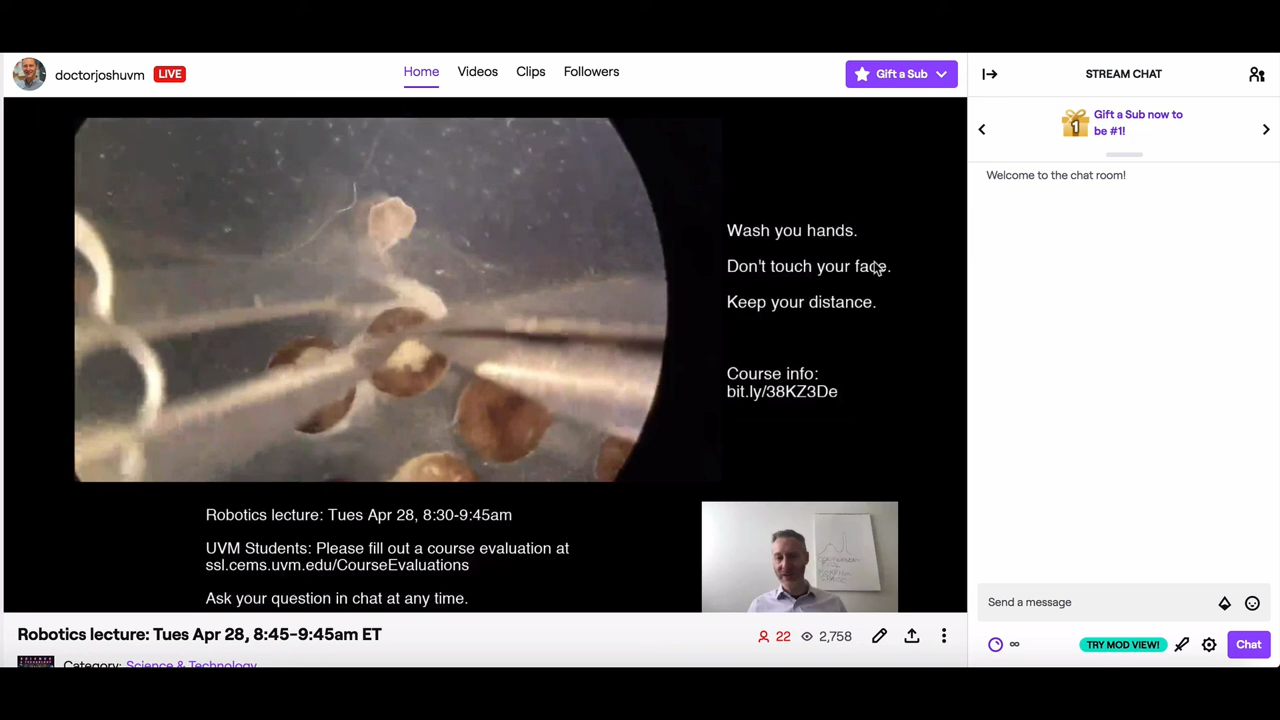 doctorjoshuvm
LIVE
Home
Videos
Clips
Followers
Gift a Sub
STREAM CHAT
1
Gift a Sub now to
be #1!
Welcome to the chat room!
Wash you hands.
Don't touch your face.
Keep your distance.
Course info:
bit.ly/38KZ3De
Robotics lecture: Tues Apr 28, 8:30-9:45am
UVM Students: Please fill out a course evaluation at
ssl.cems.uvm.edu/CourseEvaluations
Ask your question in chat at any time.
Send a message
Robotics lecture: Tues Apr 28, 8:45-9:45am ET
22
2,758
TRY MOD VIEW!
Chat
Category: Science & Technology